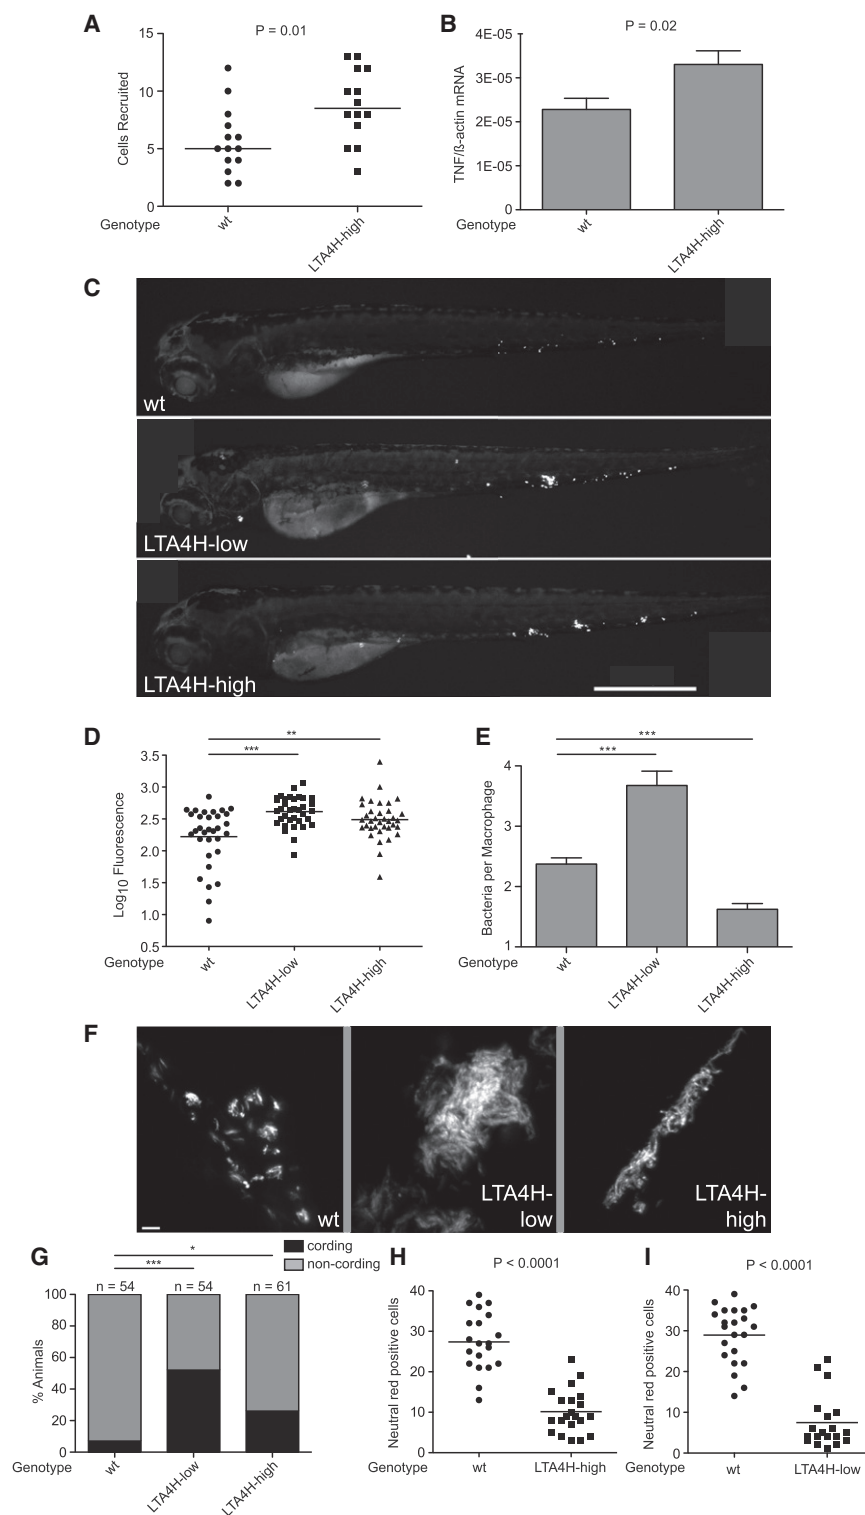 A
P = 0.01
15
10
5
0
Cells Recruited
Genotype
wt
LTA4H-high
B
P = 0.02
4E-05
3E-05
2E-05
1E-05
0
TNF/ß-actin mRNA
Genotype
wt
LTA4H-high
C
wt
LTA4H-low
LTA4H-high
D
**
***
3.5
3.0
2.5
2.0
1.5
1.0
0.5
Log10 Fluorescence
Genotype
wt
LTA4H-low
LTA4H-high
E
***
***
4
3
2
1
Bacteria per Macrophage
Genotype
wt
LTA4H-low
LTA4H-high
F
wt
LTA4H-
low
LTA4H-
high
G
cording
non-cording
*
***
n = 54
n = 54
n = 61
100
80
60
40
20
0
% Animals
Genotype
wt
LTA4H-low
LTA4H-high
H
P < 0.0001
40
30
20
10
0
Neutral red positive cells
Genotype
wt
LTA4H-high
I
P < 0.0001
40
30
20
10
0
Neutral red positive cells
Genotype
wt
LTA4H-low